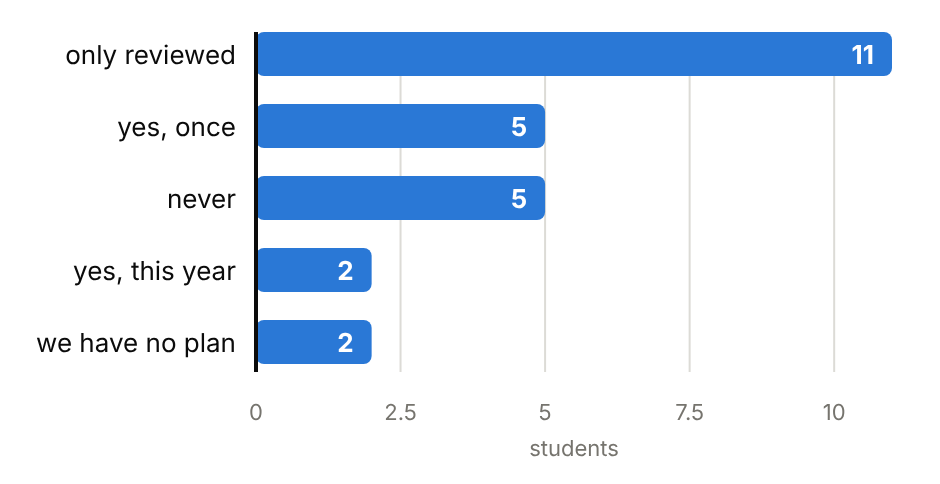 only reviewed 11
yes, once 5
never 5
yes, this year 2
we have no plan 2
0 2.5 5 7.5 10
students